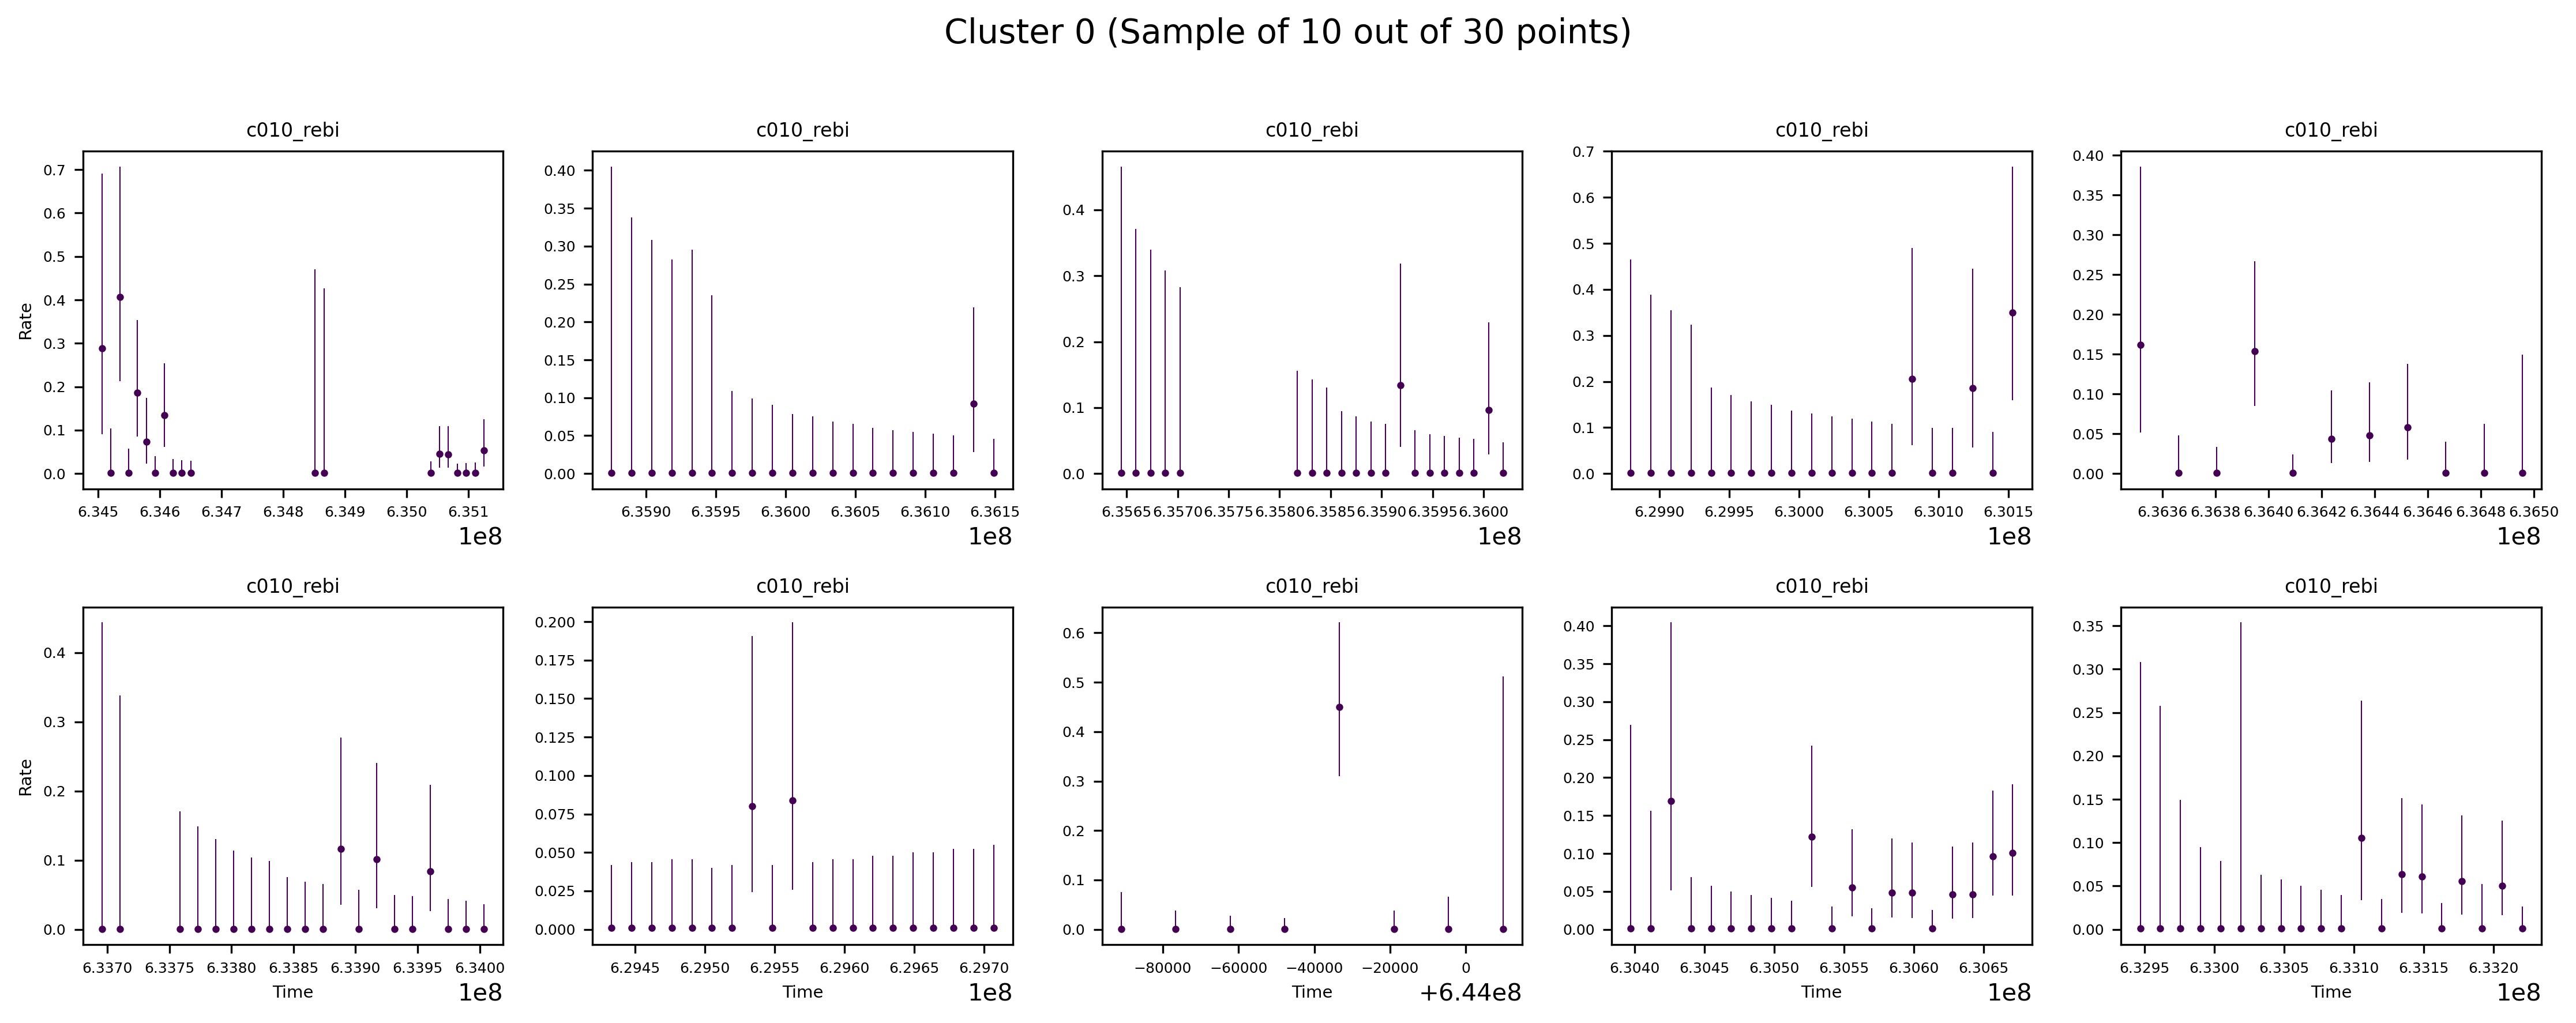 Cluster 0 (Sample of 10 out of 30 points)
c010_rebi c010_rebi c010_rebi c010_rebi c010_rebi
Rate
0.7
0.6
0.5
0.4
0.3
0.2
0.1
0.0
6.345 6.346 6.347 6.348 6.349 6.350 6.351
1e8
0.40
0.35
0.30
0.25
0.20
0.15
0.10
0.05
0.00
6.3590 6.3595 6.3600 6.3605 6.3610 6.3615
1e8
0.4
0.3
0.2
0.1
0.0
6.3565 6.3570 6.3575 6.3580 6.3585 6.3590 6.3595 6.3600
1e8
0.7
0.6
0.5
0.4
0.3
0.2
0.1
0.0
6.2990 6.2995 6.3000 6.3005 6.3010 6.3015
1e8
0.40
0.35
0.30
0.25
0.20
0.15
0.10
0.05
0.00
6.3636 6.3638 6.3640 6.3642 6.3644 6.3646 6.3648 6.3650
1e8
c010_rebi c010_rebi c010_rebi c010_rebi c010_rebi
Rate
0.4
0.3
0.2
0.1
0.0
6.3370 6.3375 6.3380 6.3385 6.3390 6.3395 6.3400
Time
1e8
0.200
0.175
0.150
0.125
0.100
0.075
0.050
0.025
0.000
6.2945 6.2950 6.2955 6.2960 6.2965 6.2970
Time
1e8
0.6
0.5
0.4
0.3
0.2
0.1
0.0
−80000 −60000 −40000 −20000 0
Time
+6.44e8
0.40
0.35
0.30
0.25
0.20
0.15
0.10
0.05
0.00
6.3040 6.3045 6.3050 6.3055 6.3060 6.3065
Time
1e8
0.35
0.30
0.25
0.20
0.15
0.10
0.05
0.00
6.3295 6.3300 6.3305 6.3310 6.3315 6.3320
Time
1e8